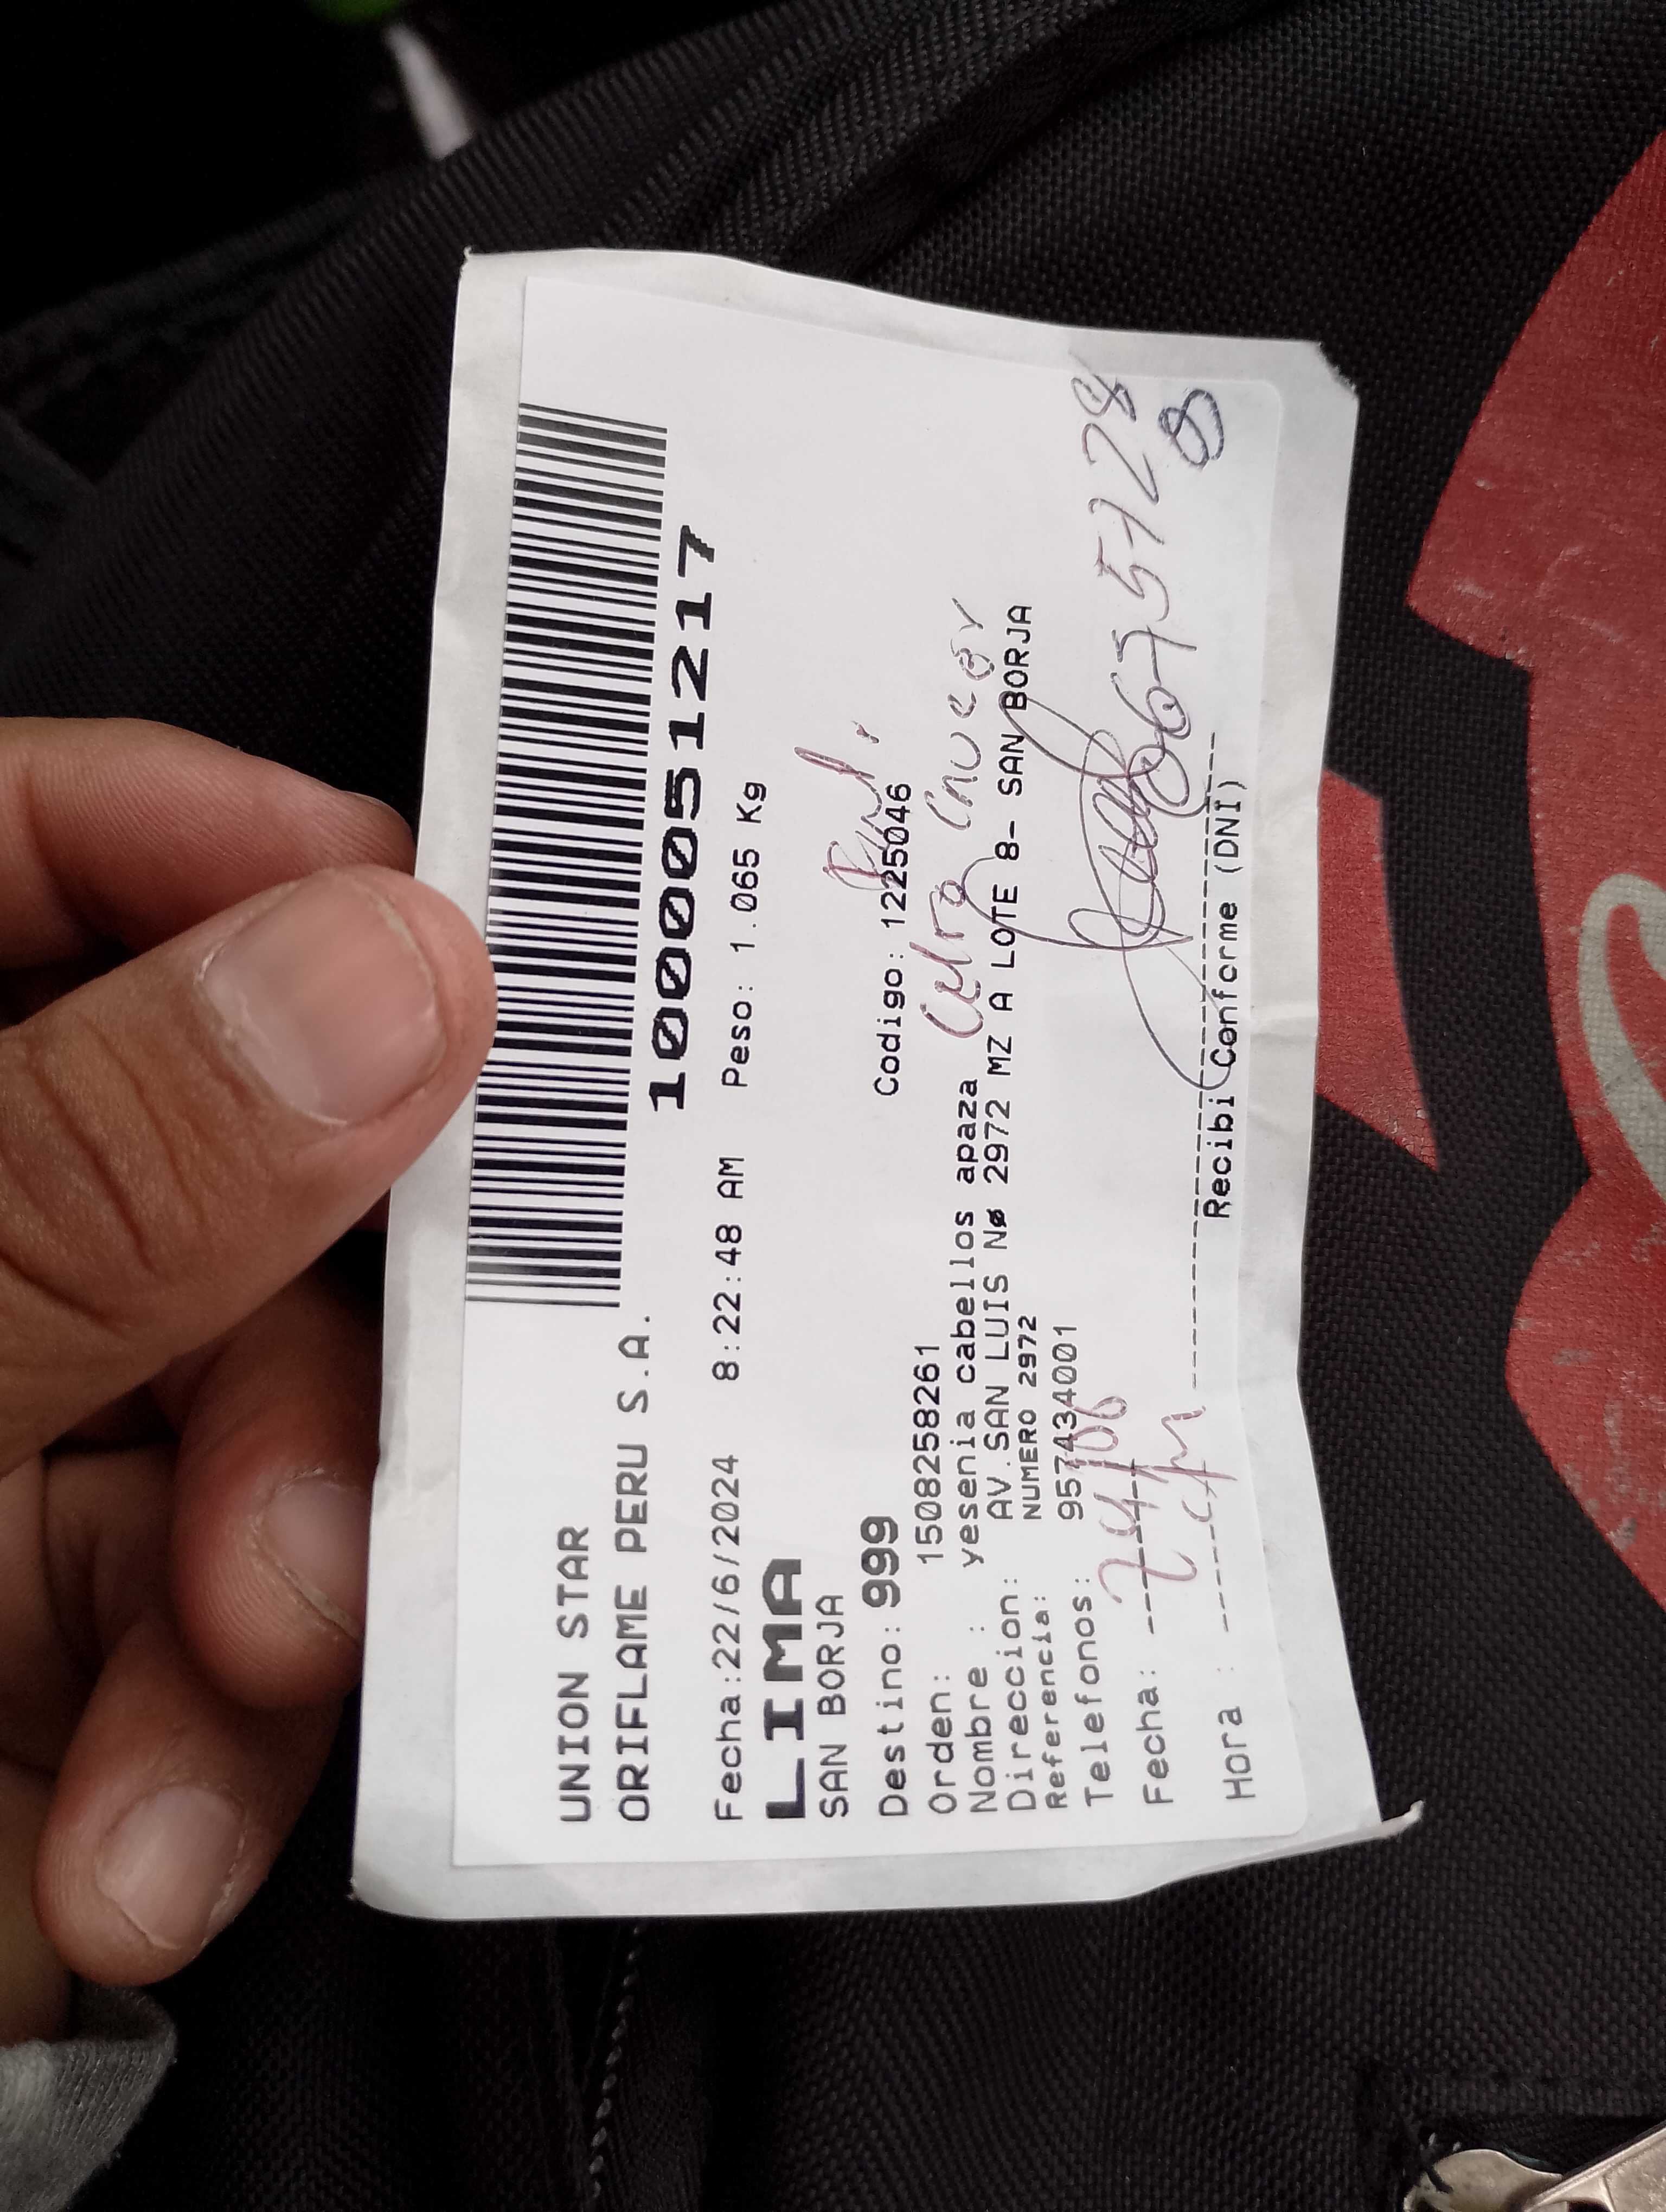 UNION STAR
ORIFLAME PERU S.A.
1000051217
Fecha:22/6/2024 8:22:48 AM Peso: 1.065 Kg
LIMA
SAN BORJA
Destino: 999 Codigo: 1225046
Orden: 1508258261
Nombre : yesenia cabellos apaza
Direccion: AV.SAN LUIS Nø 2972 MZ A LOTE 8- SAN BORJA
Referencia: NUMERO 2972
Telefonos: 957434001
Fecha:
Hora :
Recibi Conforme (DNI)